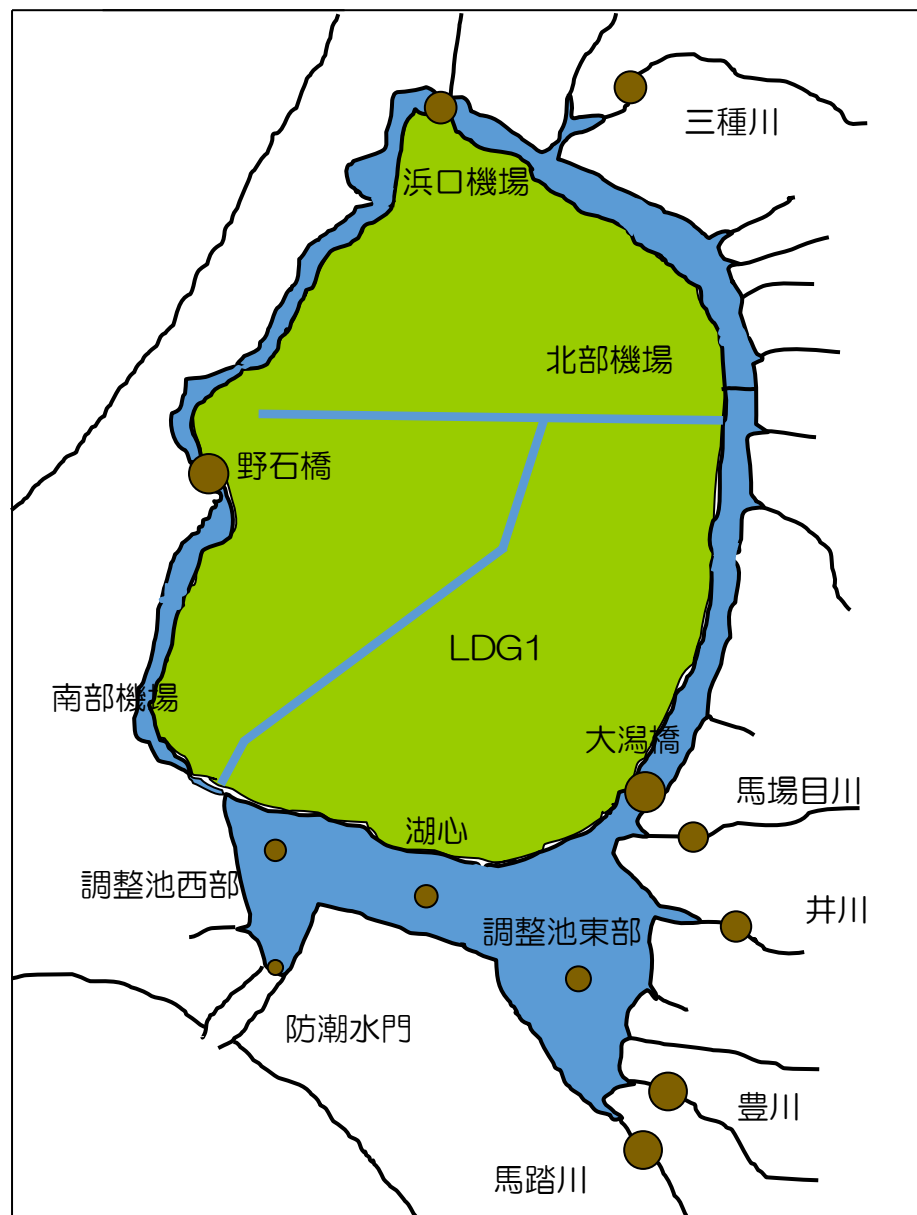 三種川
浜口機場
北部機場
野石橋
LDG1
南部機場
大潟橋
馬場目川
湖心
調整池西部
井川
調整池東部
防潮水門
豊川
馬踏川